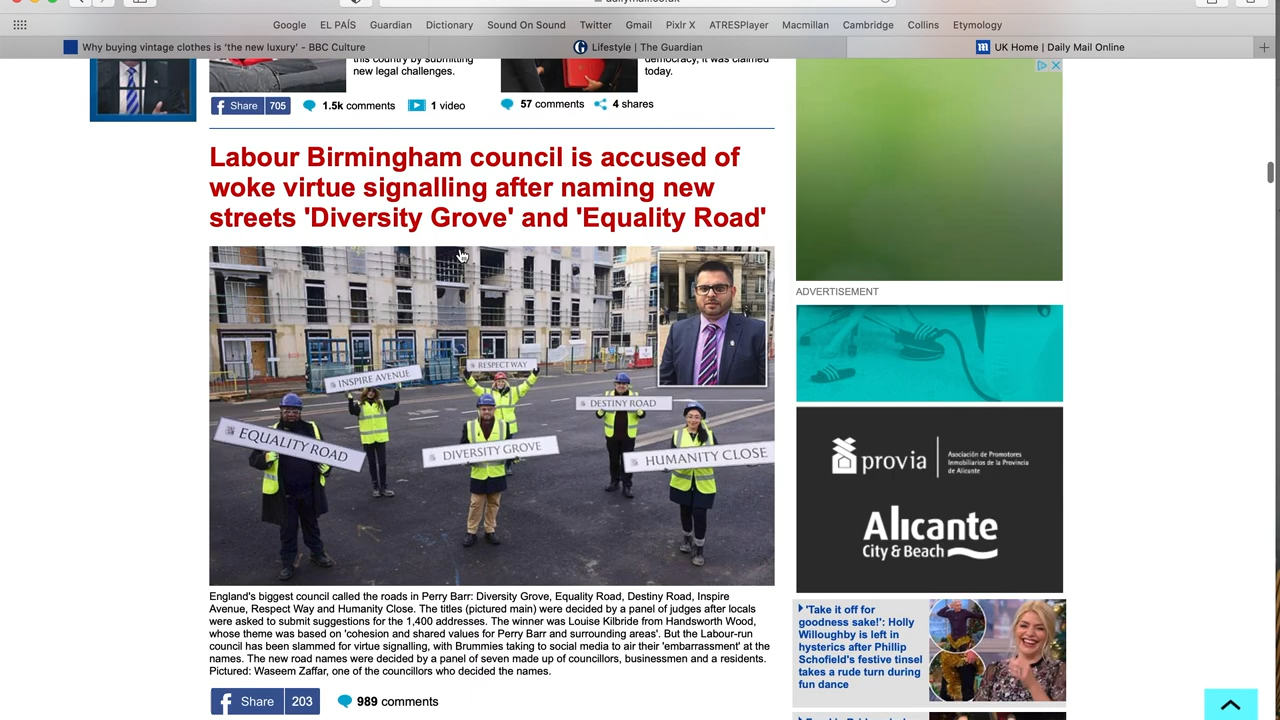 Google EL PAÍS Guardian Dictionary Sound On Sound Twitter Gmail Pixlr X ATRESPlayer Macmillan Cambridge Collins Etymology
Why buying vintage clothes is 'the new luxury' - BBC Culture
Lifestyle | The Guardian
UK Home | Daily Mail Online
this country by submitting
new legal challenges.
democracy, it was claimed
today.
Share 705
1.5k comments
1 video
57 comments
4 shares
Labour Birmingham council is accused of
woke virtue signalling after naming new
streets 'Diversity Grove' and 'Equality Road'
INSPIRE AVENUE
RESPECT WAY
DESTINY ROAD
EQUALITY ROAD
DIVERSITY GROVE
HUMANITY CLOSE
England's biggest council called the roads in Perry Barr: Diversity Grove, Equality Road, Destiny Road, Inspire
Avenue, Respect Way and Humanity Close. The titles (pictured main) were decided by a panel of judges after locals
were asked to submit suggestions for the 1,400 addresses. The winner was Louise Kilbride from Handsworth Wood,
whose theme was based on 'cohesion and shared values for Perry Barr and surrounding areas'. But the Labour-run
council has been slammed for virtue signalling, with Brummies taking to social media to air their 'embarrassment' at the
names. The new road names were decided by a panel of seven made up of councillors, businessmen and a residents.
Pictured: Waseem Zaffar, one of the councillors who decided the names.
Share 203
989 comments
ADVERTISEMENT
provia
Asociación de Promotores
Inmobiliarios de la Provincia
de Alicante
Alicante
City & Beach
'Take it off for
goodness sake!': Holly
Willoughby is left in
hysterics after Phillip
Schofield's festive tinsel
takes a rude turn during
fun dance